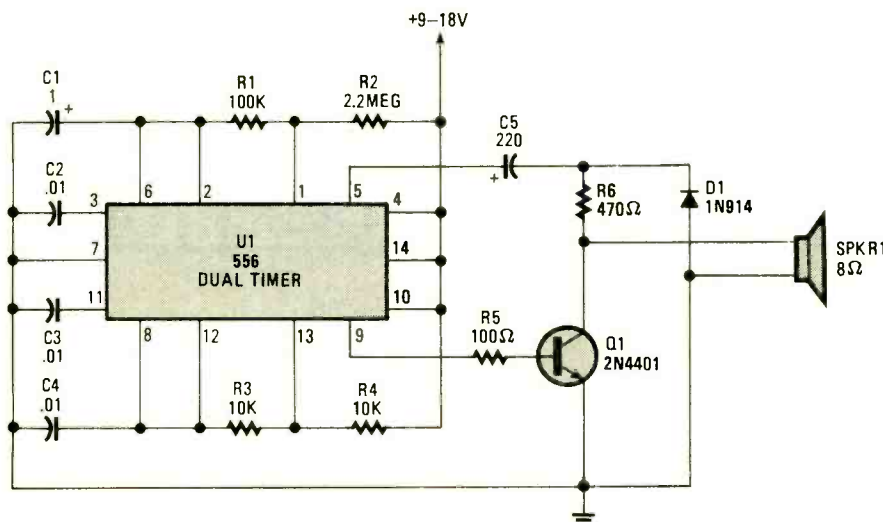 +9–18V
C1
1
+
R1
100K
R2
2.2MEG
C5
220
+
C2
.01
3
6
2
1
5
4
R6
470Ω
D1
1N914
7
U1
556
DUAL TIMER
14
SPKR1
8Ω
11
10
C3
.01
8
12
13
9
R5
100Ω
Q1
2N4401
C4
.01
R3
10K
R4
10K